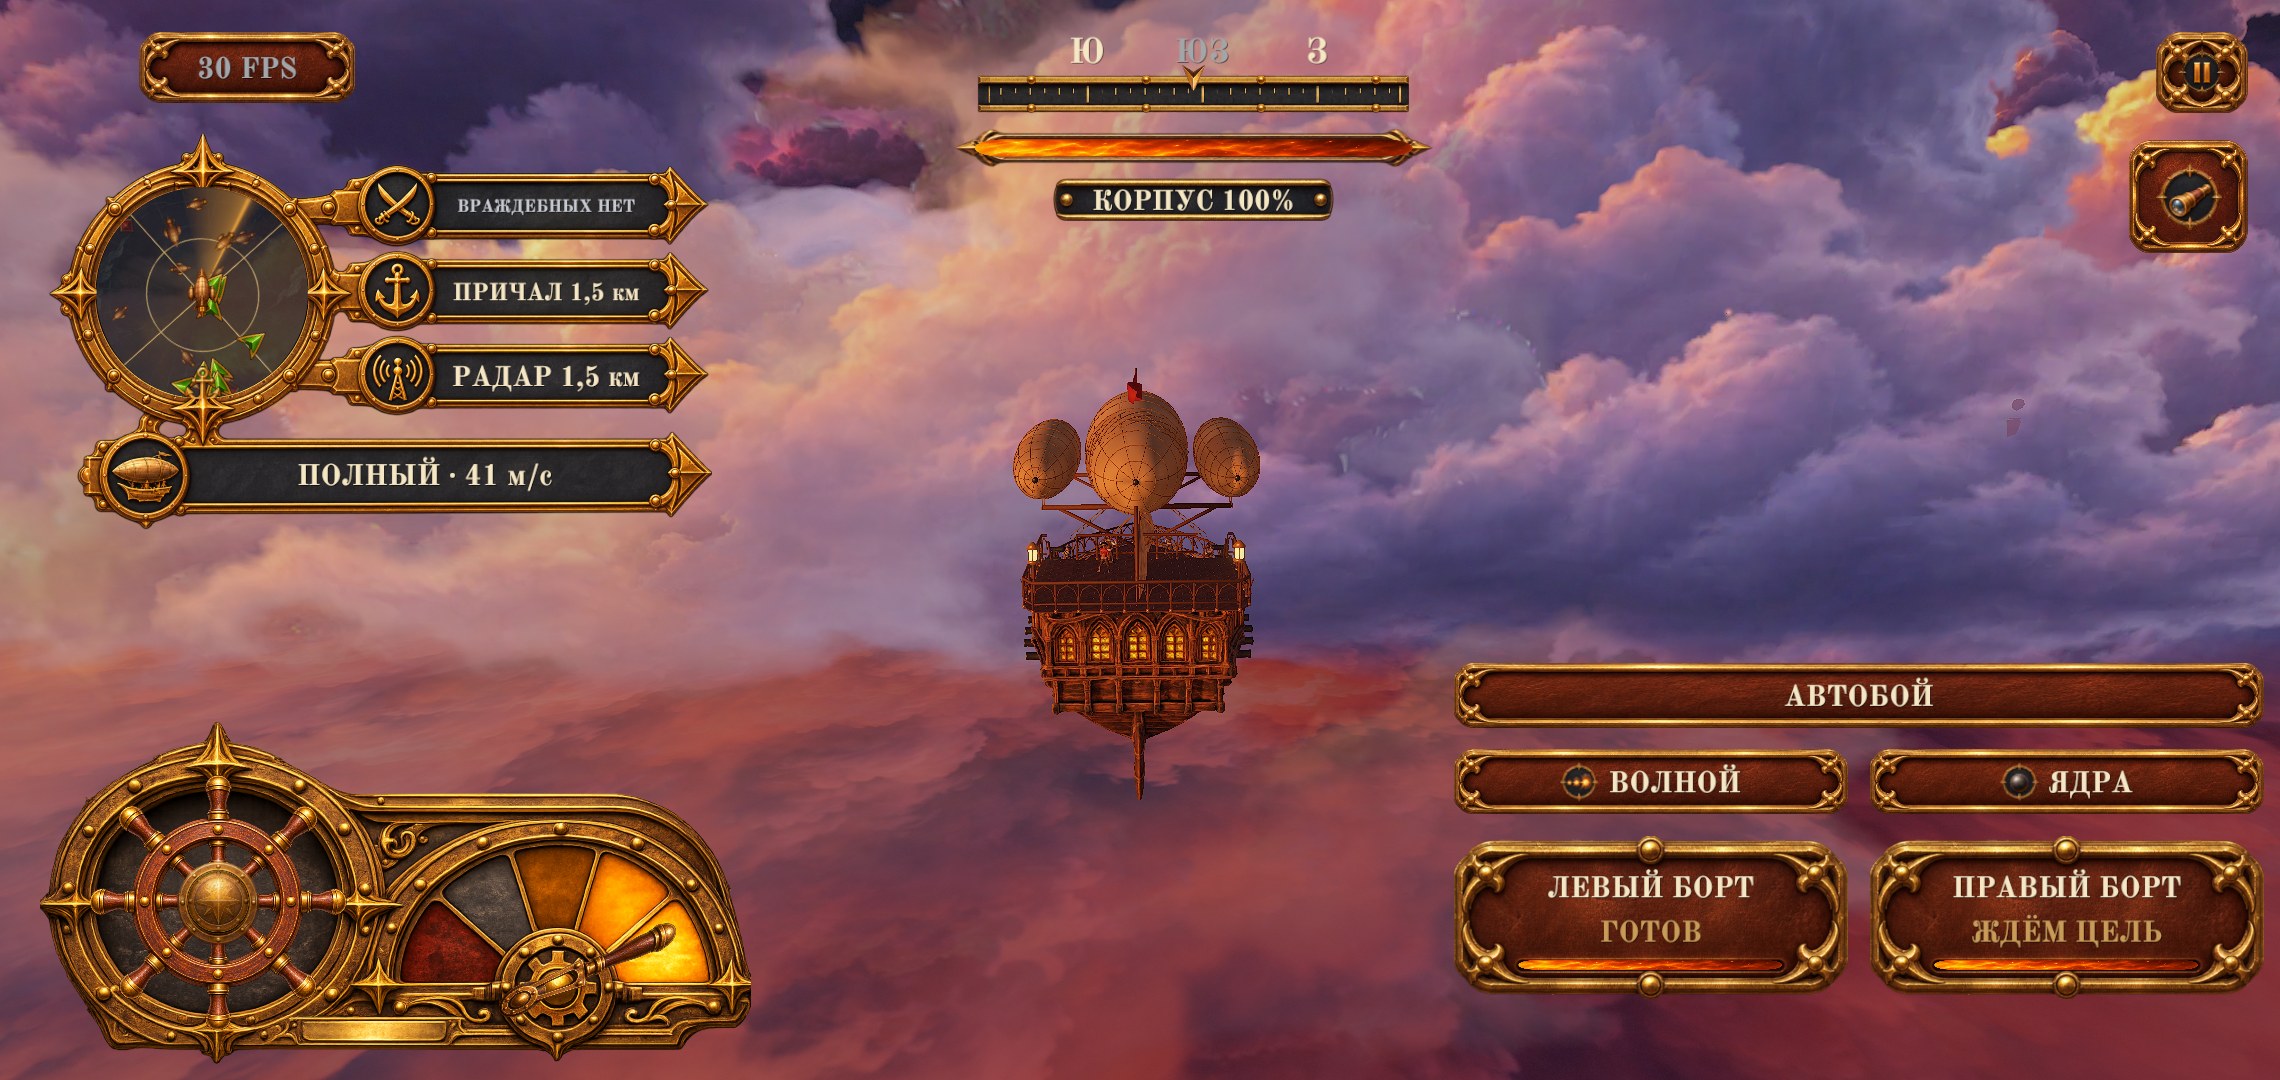 30 FPS
Ю ЮЗ З
КОРПУС 100%
ВРАЖДЕБНЫХ НЕТ
ПРИЧАЛ 1,5 км
РАДАР 1,5 км
ПОЛНЫЙ · 41 м/с
АВТОБОЙ
ВОЛНОЙ
ЯДРА
ЛЕВЫЙ БОРТ
ГОТОВ
ПРАВЫЙ БОРТ
ЖДЁМ ЦЕЛЬ